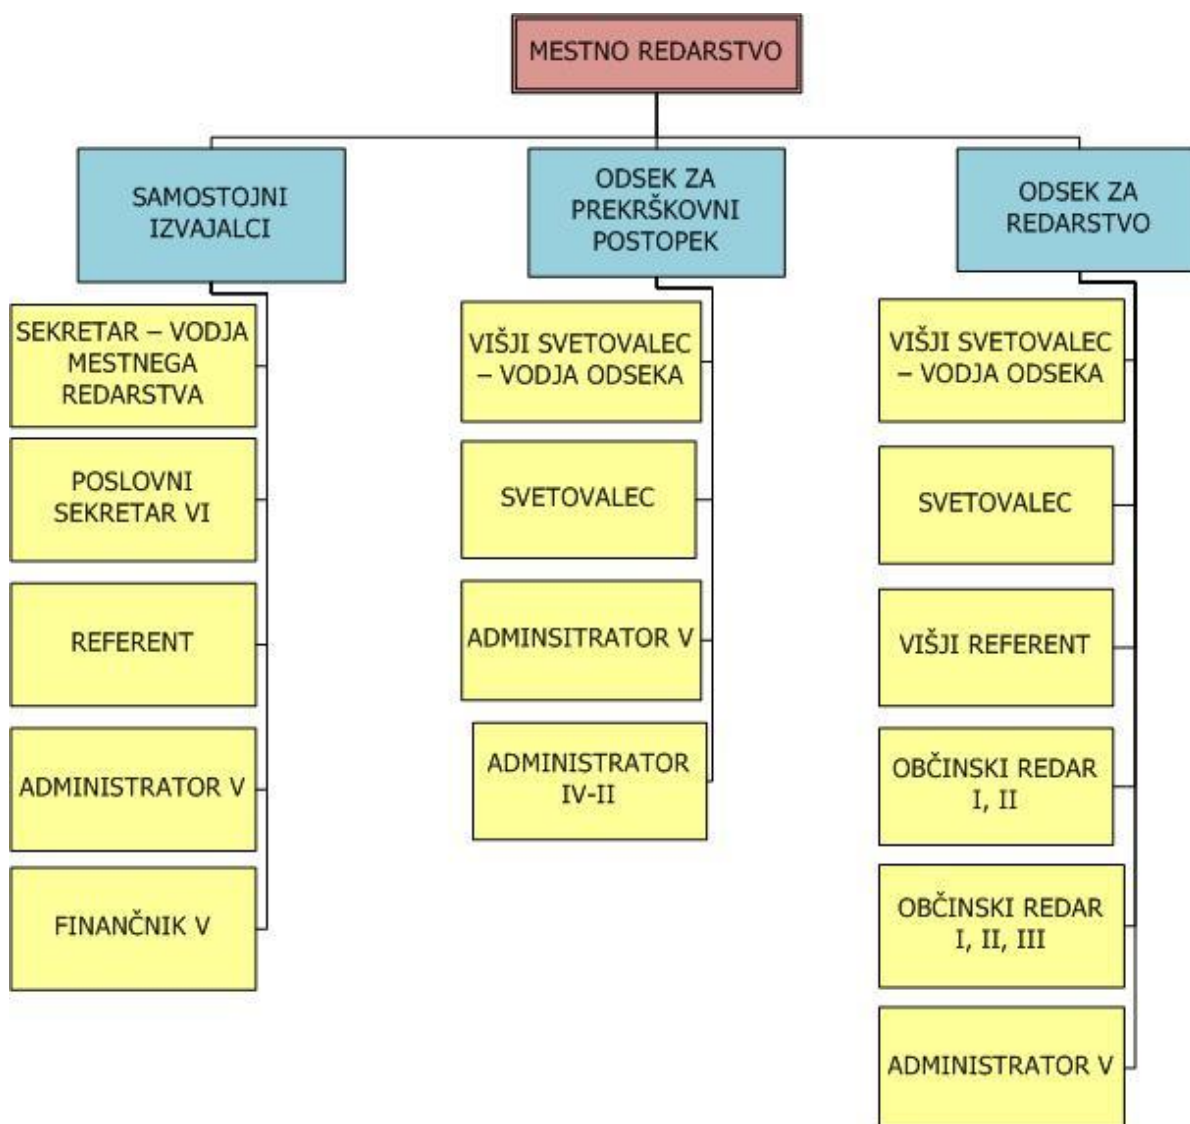 MESTNO REDARSTVO
SAMOSTOJNI
IZVAJALCI
SEKRETAR – VODJA
MESTNEGA
REDARSTVA
POSLOVNI
SEKRETAR VI
REFERENT
ADMINISTRATOR V
FINANČNIK V
ODSEK ZA
PREKRŠKOVNI
POSTOPEK
VIŠJI SVETOVALEC
– VODJA ODSEKA
SVETOVALEC
ADMINSITRATOR V
ADMINISTRATOR
IV-II
ODSEK ZA
REDARSTVO
VIŠJI SVETOVALEC
– VODJA ODSEKA
SVETOVALEC
VIŠJI REFERENT
OBČINSKI REDAR
I, II
OBČINSKI REDAR
I, II, III
ADMINISTRATOR V